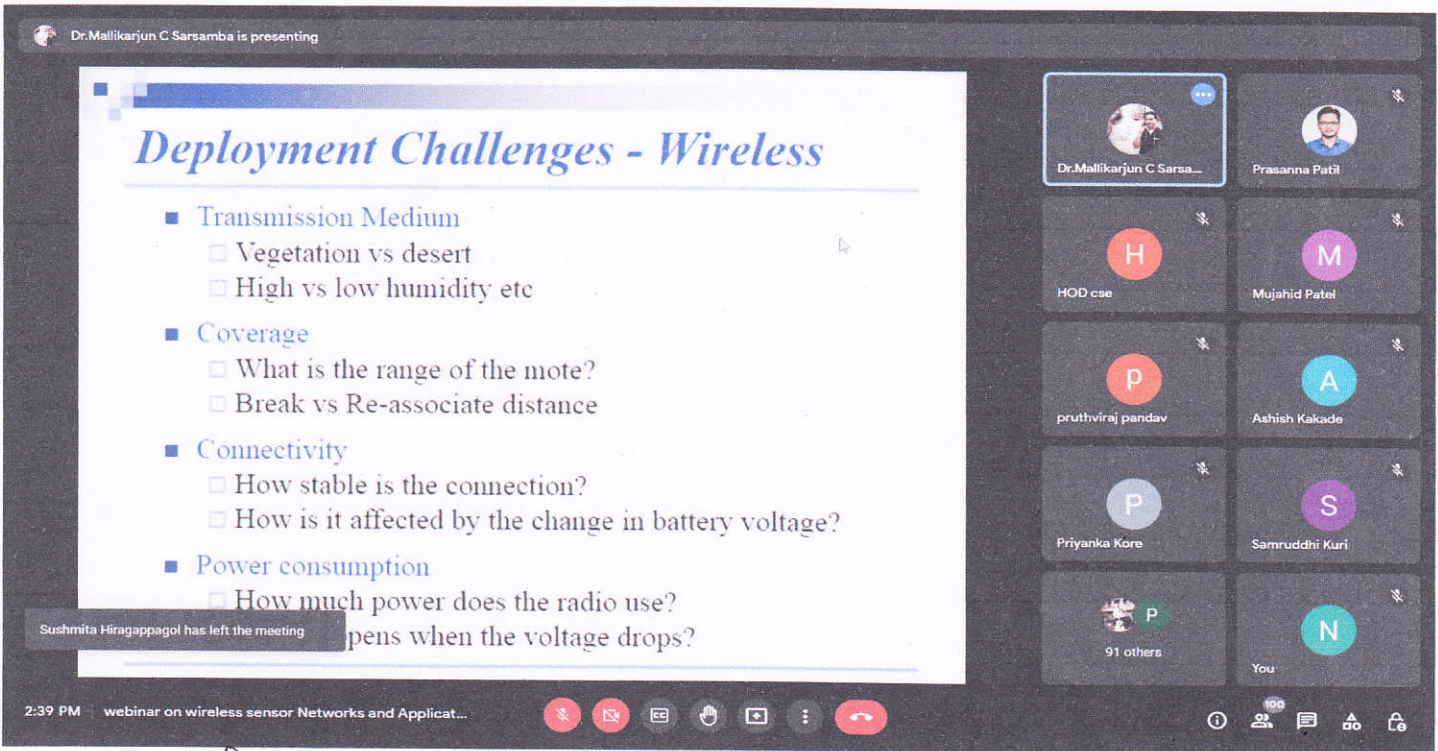 Dr.Mallikarjun C Sarsamba is presenting
Deployment Challenges - Wireless
Transmission Medium
Vegetation vs desert
High vs low humidity etc
Coverage
What is the range of the mote?
Break vs Re-associate distance
Connectivity
How stable is the connection?
How is it affected by the change in battery voltage?
Power consumption
How much power does the radio use?
pens when the voltage drops?
Sushmita Hiragappagol has left the meeting
Dr.Mallikarjun C Sarsa...
Prasanna Patil
H
HOD cse
M
Mujahid Patel
p
pruthviraj pandav
A
Ashish Kakade
P
Priyanka Kore
S
Samruddhi Kuri
P
91 others
N
You
2:39 PM
webinar on wireless sensor Networks and Applicat...
CC
100